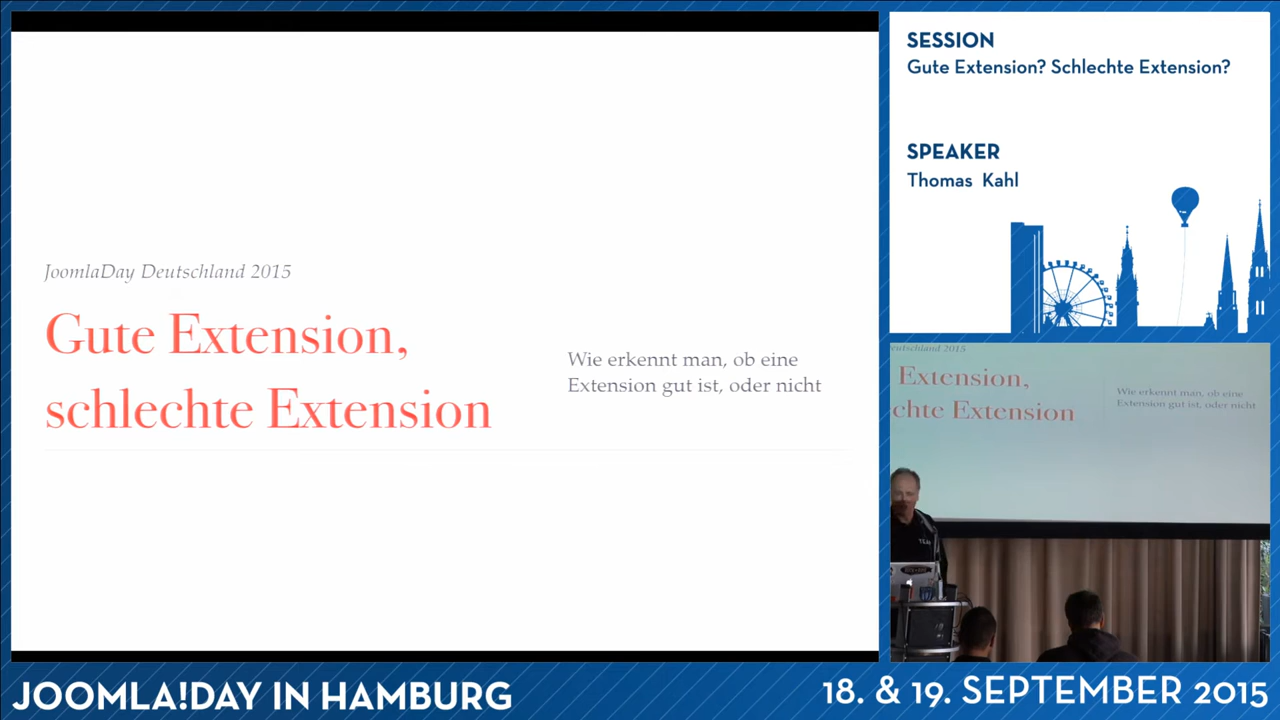 JoomlaDay Deutschland 2015
Gute Extension,
schlechte Extension
Wie erkennt man, ob eine
Extension gut ist, oder nicht
SESSION
Gute Extension? Schlechte Extension?
SPEAKER
Thomas Kahl
eutschland 2015
Extension,
chte Extension
Wie erkennt man, ob eine
Extension gut ist, oder nicht
JOOMLA!DAY IN HAMBURG
18. & 19. SEPTEMBER 2015